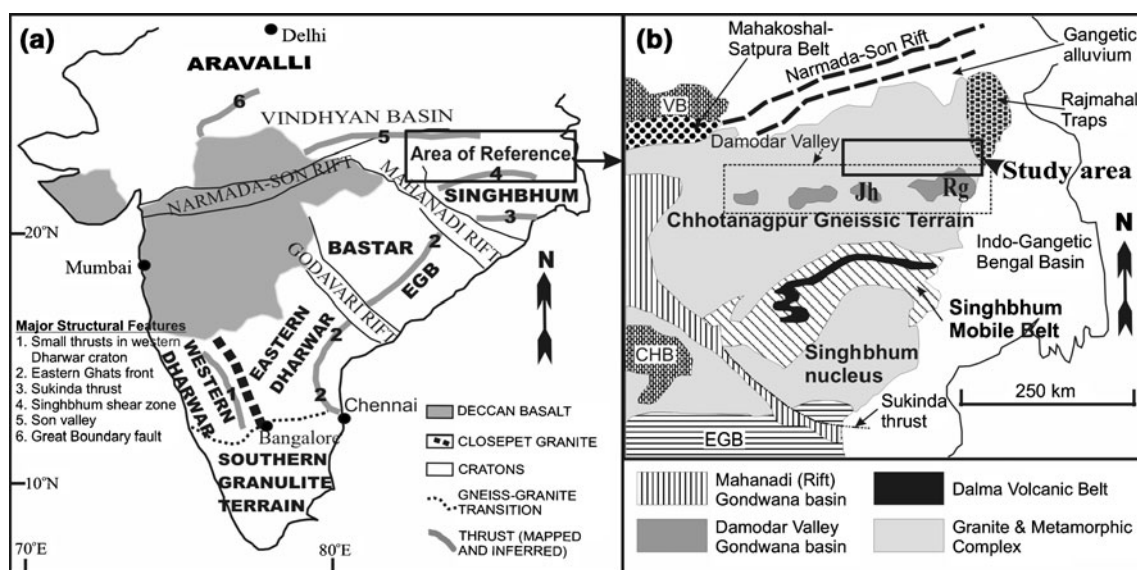 (a)
Delhi
ARAVALLI
6
VINDHYAN BASIN
5
Area of Reference
4
SINGHBHUM
3
NARMADA-SON RIFT
MAHANADI RIFT
20°N
BASTAR
2
EGB
N
Mumbai
GODAVARI RIFT
Major Structural Features
1. Small thrusts in western
Dharwar craton
2. Eastern Ghats front
3. Sukinda thrust
4. Singhbhum shear zone
5. Son valley
6. Great Boundary fault
WESTERN
DHARWAR
1
EASTERN
DHARWAR
2
2
Chennai
Bangalore
SOUTHERN
GRANULITE
TERRAIN
10°N
70°E
80°E
DECCAN BASALT
CLOSEPET GRANITE
CRATONS
GNEISS-GRANITE
TRANSITION
THRUST (MAPPED
AND INFERRED)
(b)
Mahakoshal-
Satpura Belt
Narmada-Son Rift
Gangetic
alluvium
VB
Rajmahal
Traps
Damodar Valley
Study area
Jh
Rg
Chhotanagpur Gneissic Terrain
N
Indo-Gangetic
Bengal Basin
Singhbhum
Mobile Belt
CHB
Singhbhum
nucleus
250 km
Sukinda
thrust
EGB
Mahanadi (Rift)
Gondwana basin
Dalma Volcanic Belt
Damodar Valley
Gondwana basin
Granite & Metamorphic
Complex